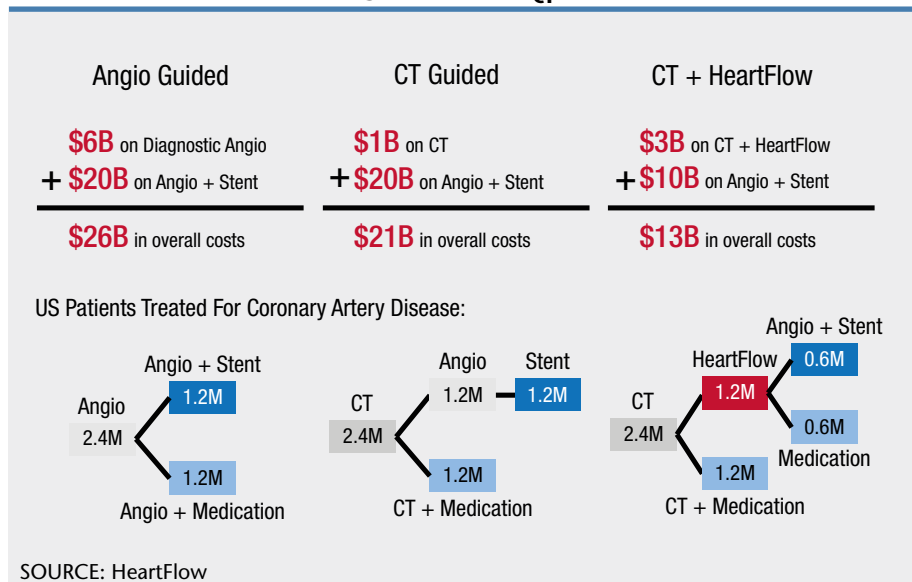 Angio Guided
$6B on Diagnostic Angio
+ $20B on Angio + Stent
$26B in overall costs
CT Guided
$1B on CT
+ $20B on Angio + Stent
$21B in overall costs
CT + HeartFlow
$3B on CT + HeartFlow
+ $10B on Angio + Stent
$13B in overall costs
US Patients Treated For Coronary Artery Disease:
Angio
2.4M
Angio + Stent
1.2M
1.2M
Angio + Medication
CT
2.4M
Angio
1.2M
Stent
1.2M
1.2M
CT + Medication
CT
2.4M
HeartFlow
1.2M
Angio + Stent
0.6M
0.6M
Medication
1.2M
CT + Medication
SOURCE: HeartFlow